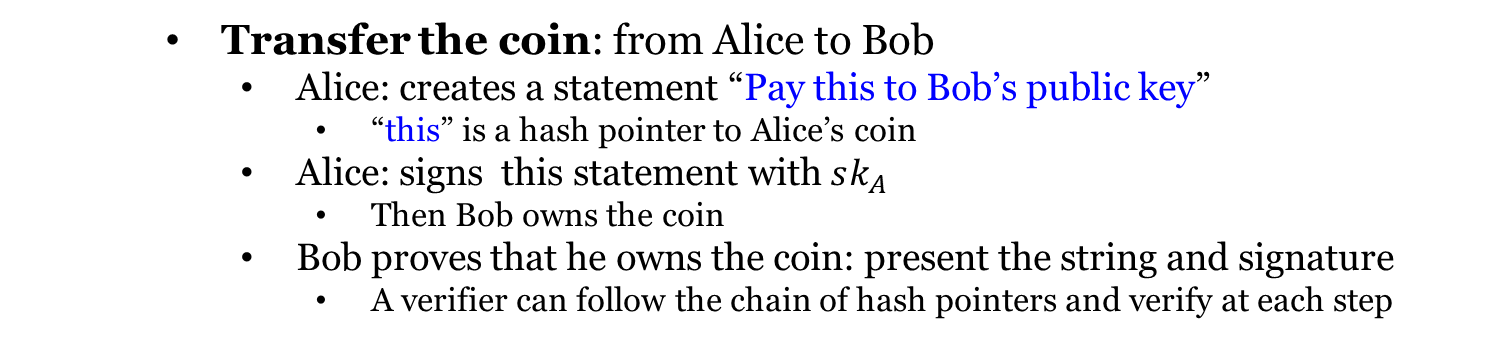 • Transfer the coin: from Alice to Bob
• Alice: creates a statement “Pay this to Bob’s public key”
• “this” is a hash pointer to Alice’s coin
• Alice: signs this statement with $sk_A$
• Then Bob owns the coin
• Bob proves that he owns the coin: present the string and signature
• A verifier can follow the chain of hash pointers and verify at each step